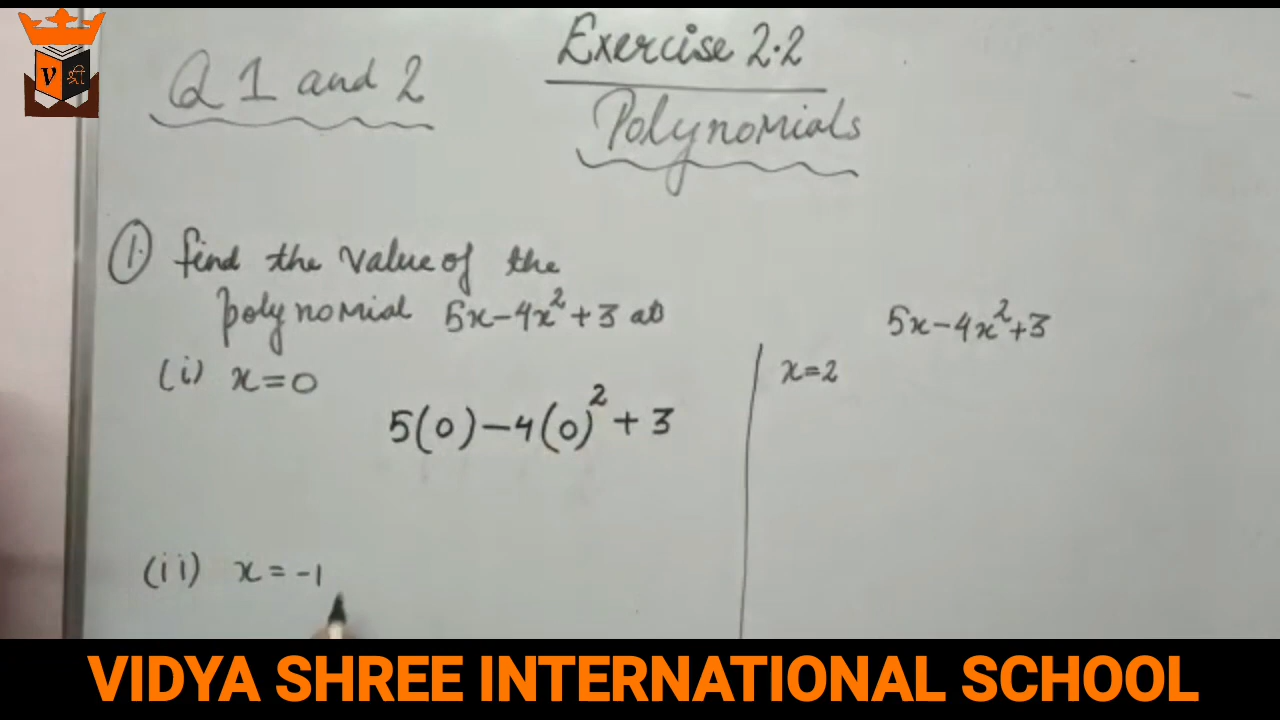 V श्री
Q 1 and 2
Exercise 2.2
Polynomials
1. find the value of the
polynomial 5x-4x²+3 at
(i) x=0
5(0)-4(0)²+3
(ii) x=-1
5x-4x²+3
x=2
VIDYA SHREE INTERNATIONAL SCHOOL